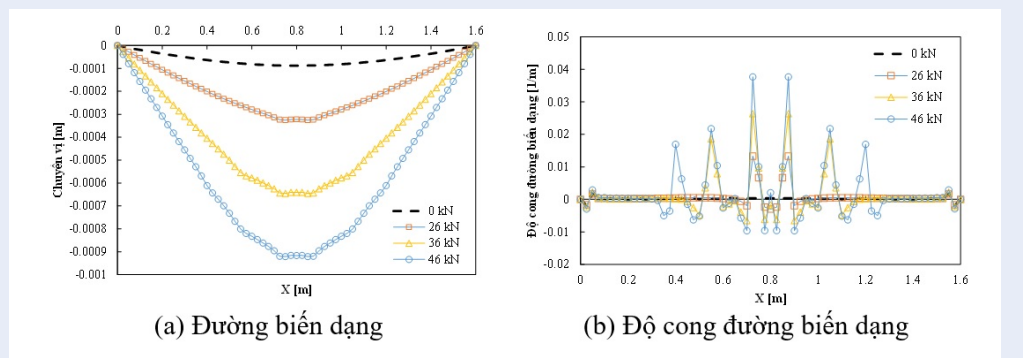 0 0.2 0.4 0.6 0.8 1 1.2 1.4 1.6
0
-0.0001
-0.0002
-0.0003
-0.0004
-0.0005
-0.0006
-0.0007
-0.0008
-0.0009
-0.001
Chuyên vị [m]
0 kN
26 kN
36 kN
46 kN
X [m]
(a) Đường biến dạng
0.05
0.04
0.03
0.02
0.01
0
-0.01
-0.02
Độ cong đường biến dạng [1/m]
0 kN
26 kN
36 kN
46 kN
0 0.2 0.4 0.6 0.8 1 1.2 1.4 1.6
X [m]
(b) Độ cong đường biến dạng